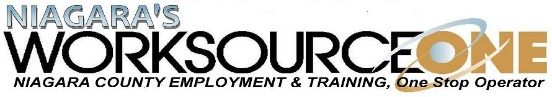 NIAGARA'S
WORKSOURCEONE
NIAGARA COUNTY EMPLOYMENT & TRAINING, One Stop Operator